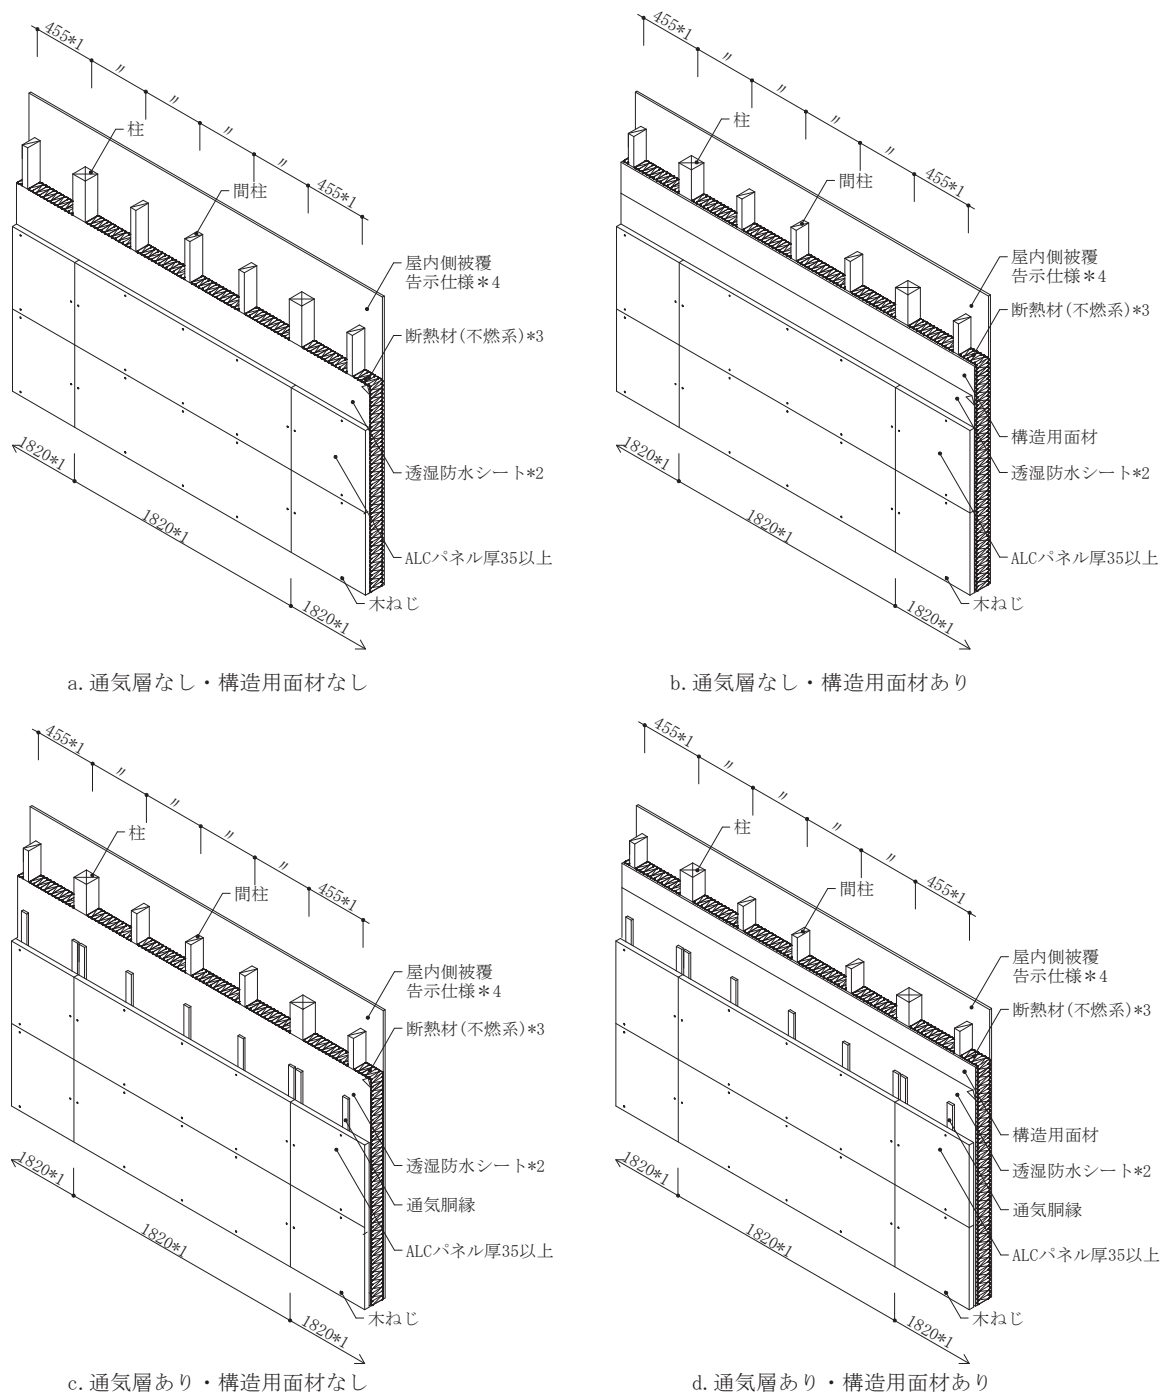 455*1
〃
〃
〃
〃
455*1
柱
間柱
屋内側被覆
告示仕様＊4
断熱材(不燃系)*3
透湿防水シート*2
ALCパネル厚35以上
木ねじ
1820*1
1820*1
1820*1
a.通気層なし・構造用面材なし
455*1
〃
〃
〃
〃
455*1
柱
間柱
屋内側被覆
告示仕様＊4
断熱材(不燃系)*3
構造用面材
透湿防水シート*2
ALCパネル厚35以上
木ねじ
1820*1
1820*1
1820*1
b.通気層なし・構造用面材あり
455*1
〃
〃
〃
〃
455*1
柱
間柱
屋内側被覆
告示仕様＊4
断熱材(不燃系)*3
透湿防水シート*2
通気胴縁
ALCパネル厚35以上
木ねじ
1820*1
1820*1
1820*1
c.通気層あり・構造用面材なし
455*1
〃
〃
〃
〃
455*1
柱
間柱
屋内側被覆
告示仕様＊4
断熱材(不燃系)*3
構造用面材
透湿防水シート*2
通気胴縁
ALCパネル厚35以上
木ねじ
1820*1
1820*1
1820*1
d.通気層あり・構造用面材あり